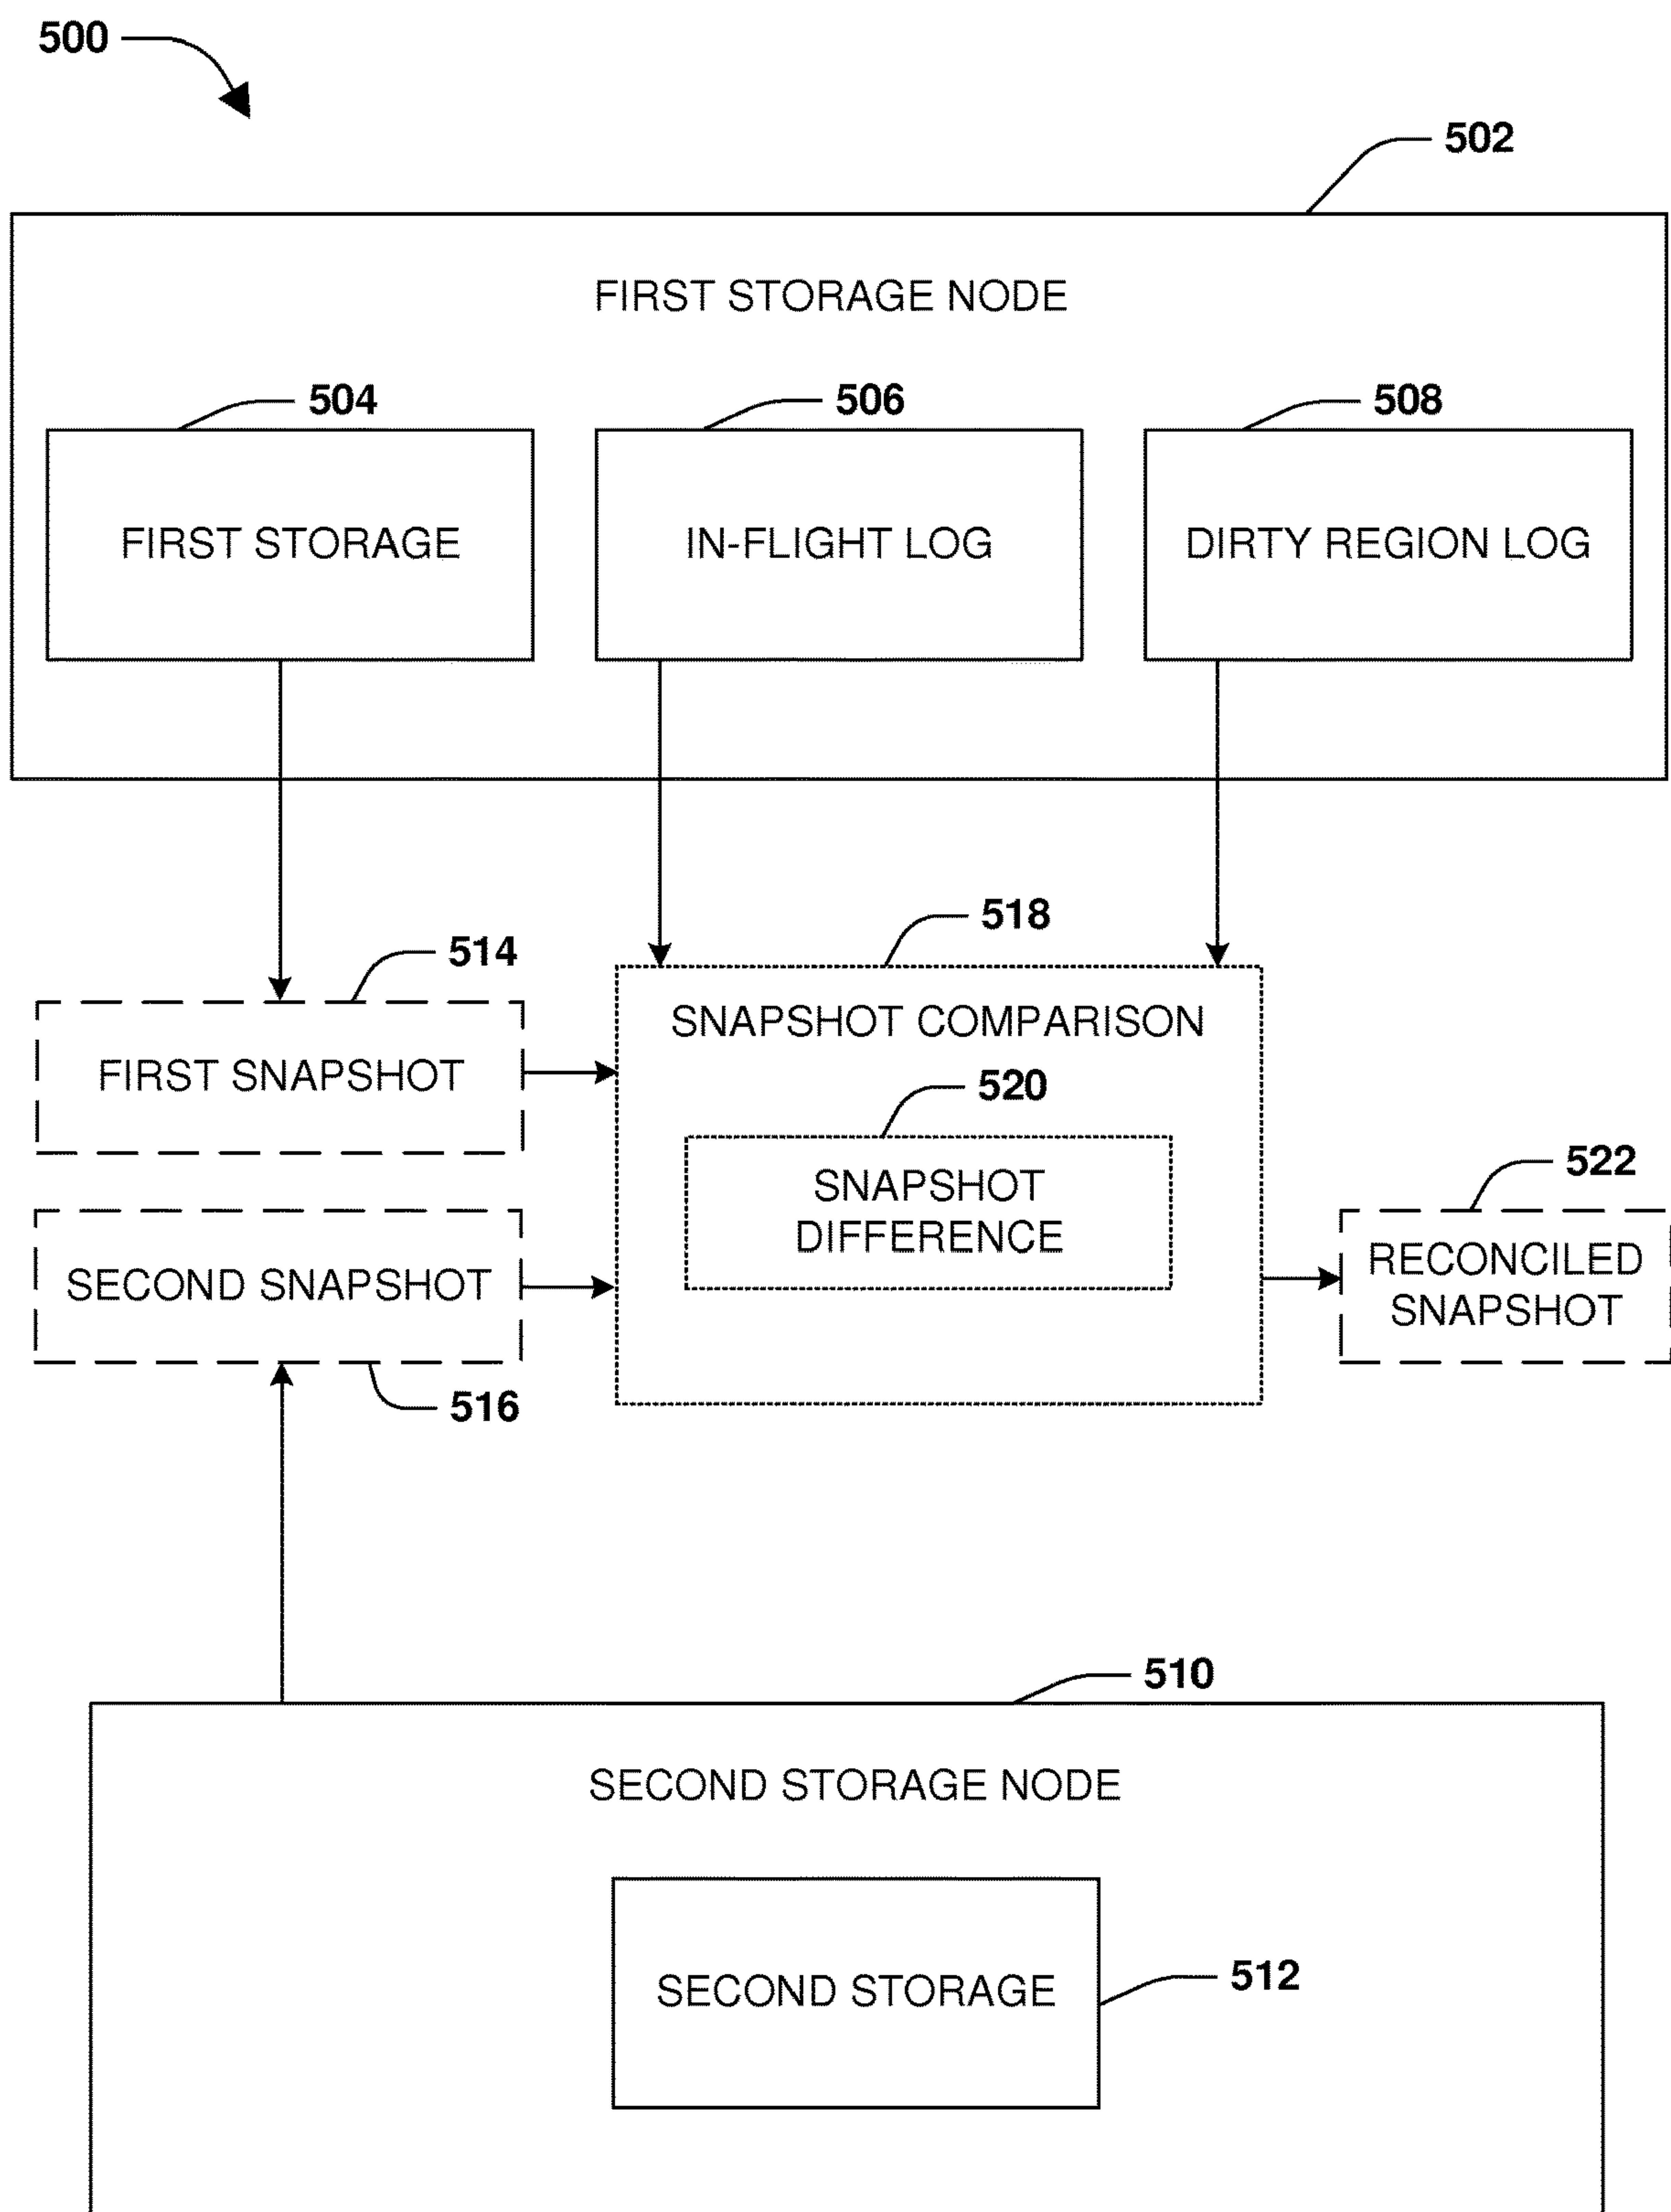 500
502
FIRST STORAGE NODE
504
506
508
FIRST STORAGE
IN-FLIGHT LOG
DIRTY REGION LOG
518
514
SNAPSHOT COMPARISON
FIRST SNAPSHOT
520
522
SNAPSHOT
DIFFERENCE
SECOND SNAPSHOT
RECONCILED
SNAPSHOT
516
510
SECOND STORAGE NODE
SECOND STORAGE
512